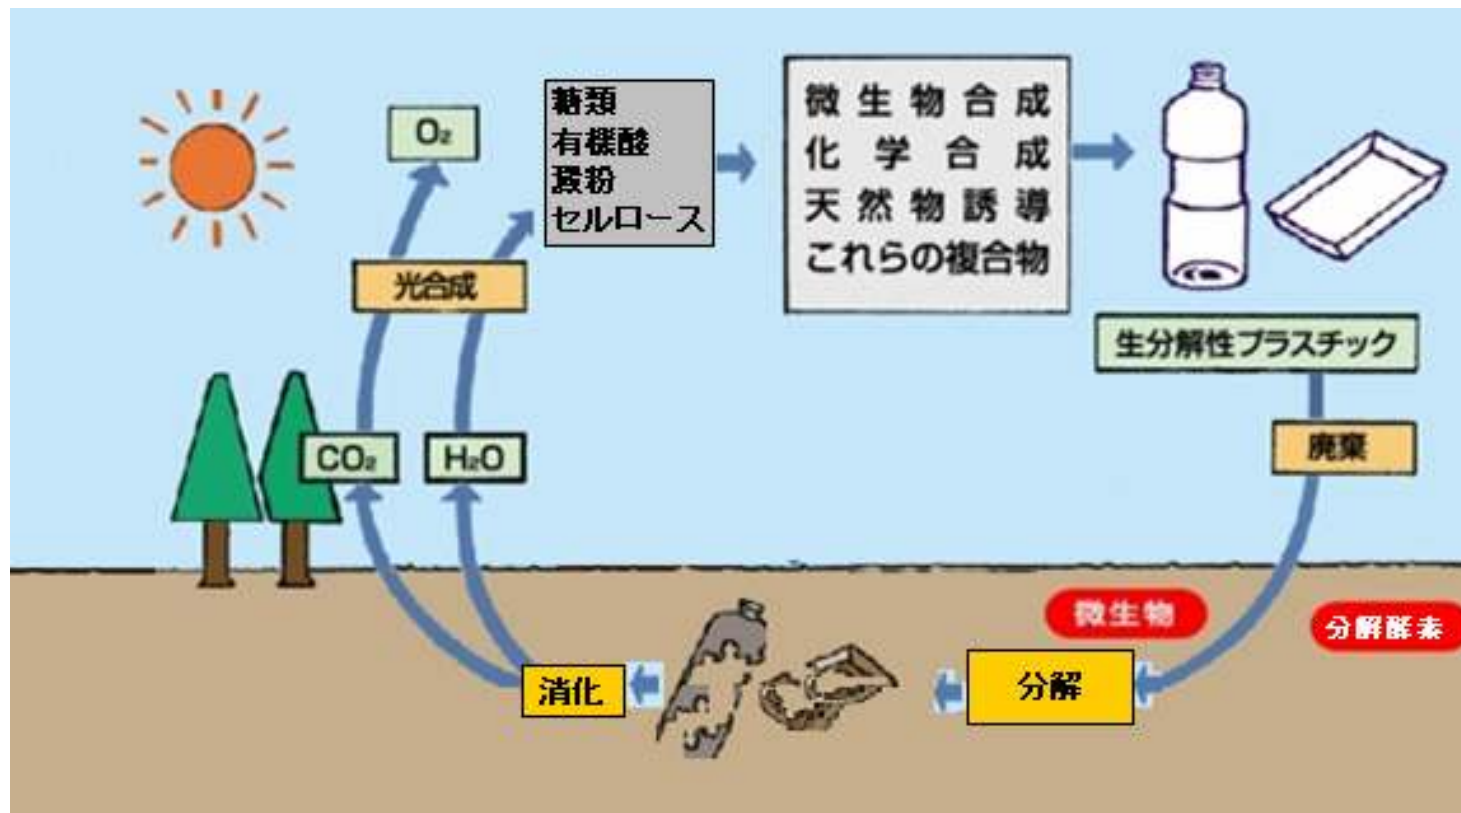 O₂
糖類
有機酸
澱粉
セルロース
微生物合成
化学合成
天然物誘導
これらの複合物
光合成
生分解性プラスチック
CO₂
H₂O
廃棄
微生物
分解酵素
消化
分解